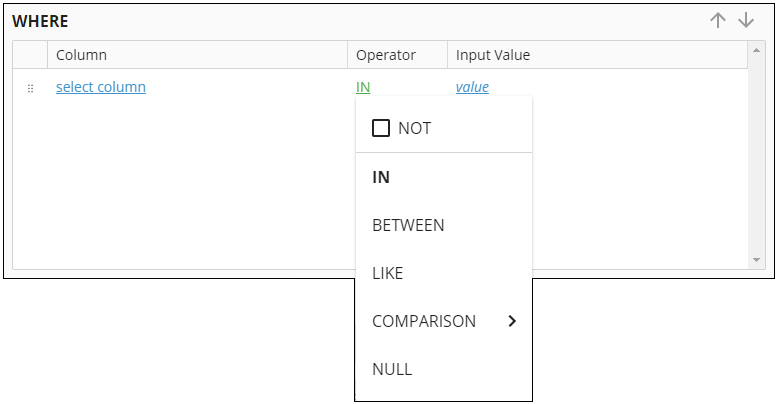 WHERE
Column Operator Input Value
select column IN value
NOT
IN
BETWEEN
LIKE
COMPARISON
NULL